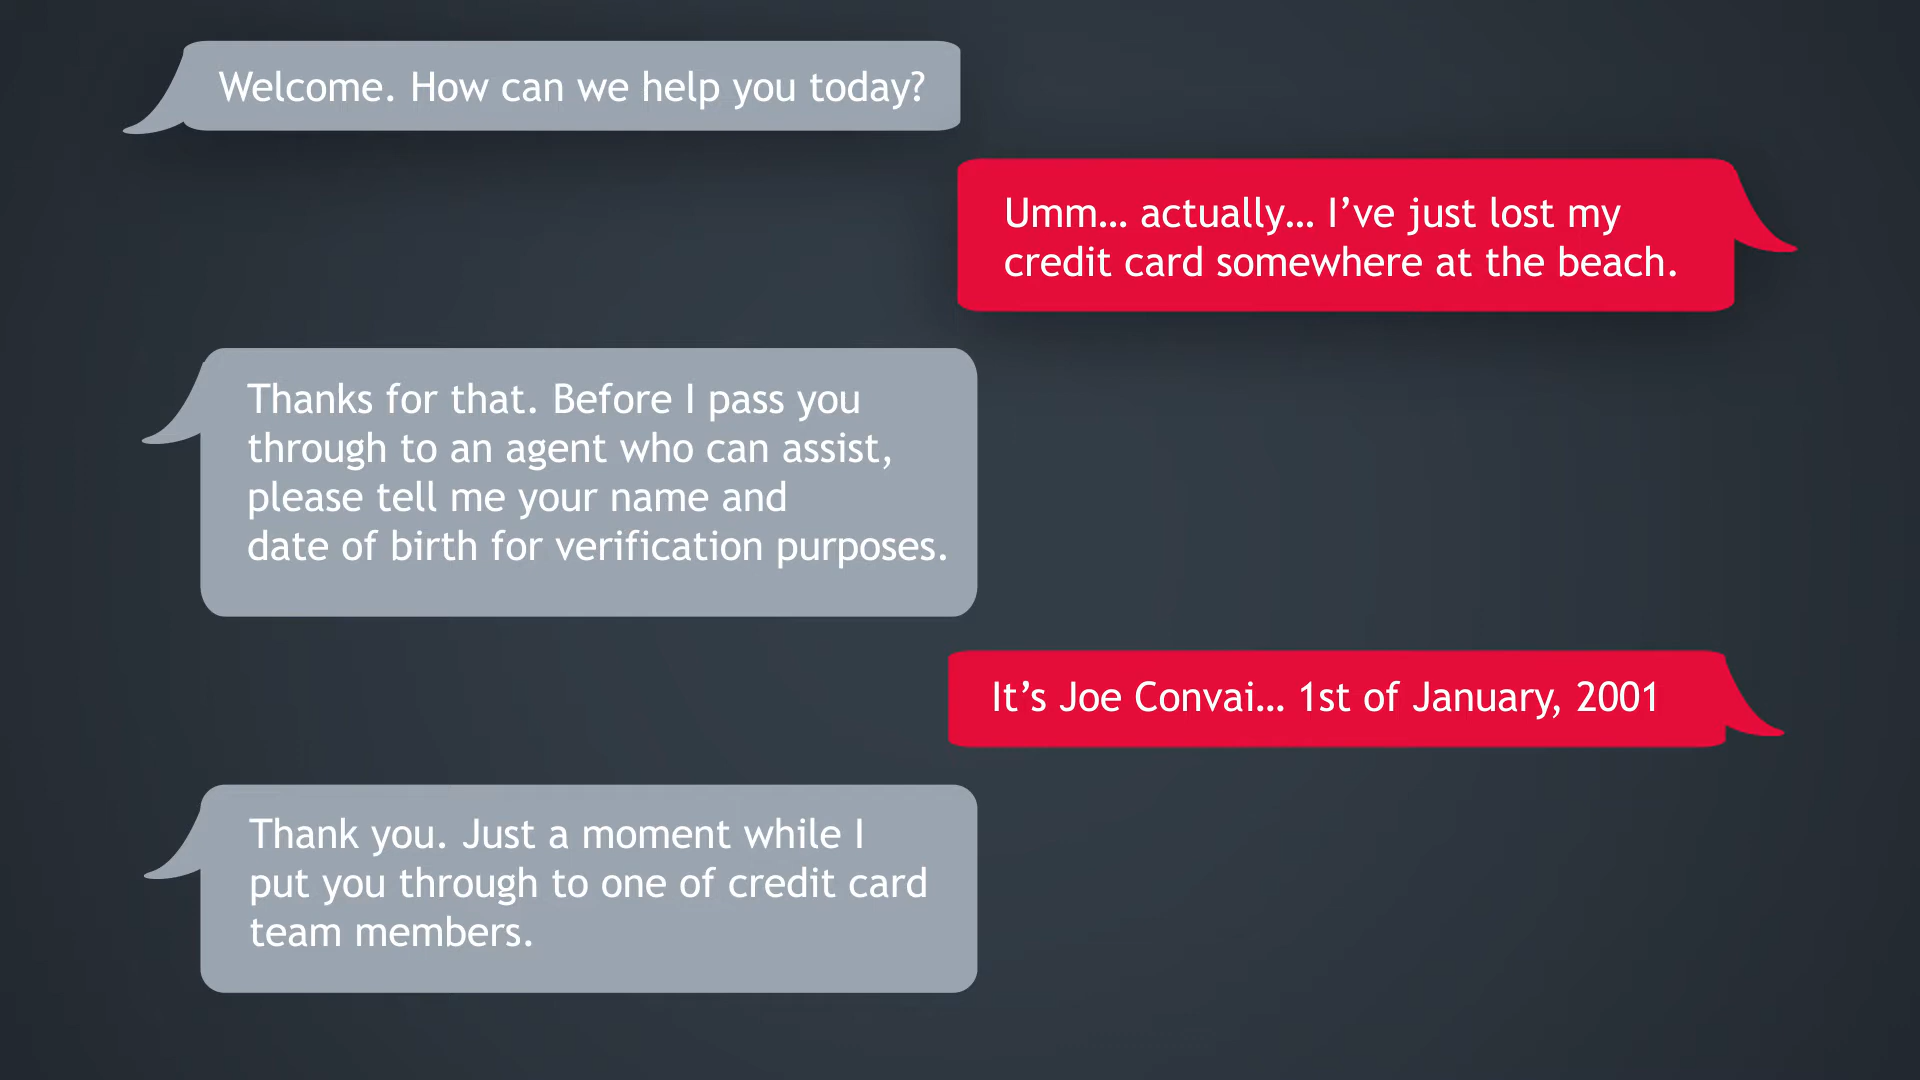 Welcome. How can we help you today?
Umm… actually… I’ve just lost my
credit card somewhere at the beach.
Thanks for that. Before I pass you
through to an agent who can assist,
please tell me your name and
date of birth for verification purposes.
It’s Joe Convai… 1st of January, 2001
Thank you. Just a moment while I
put you through to one of credit card
team members.